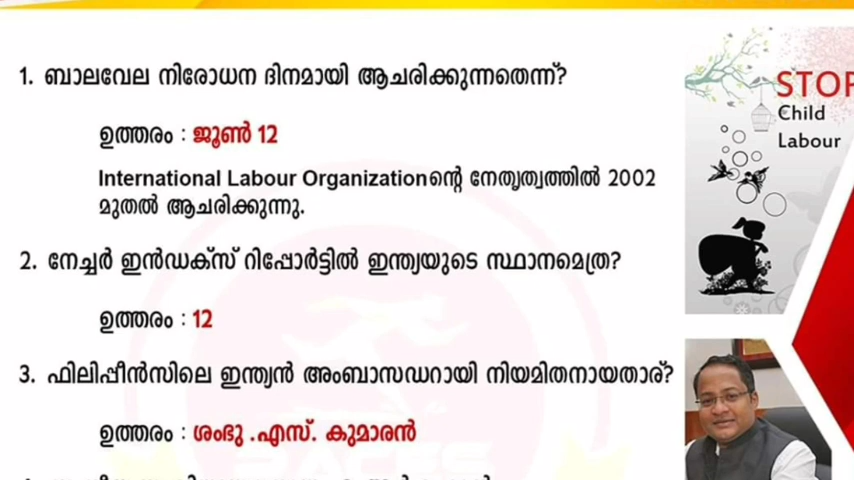 1. ബാലവേല നിരോധന ദിനമായി ആചരിക്കുന്നതെന്ന്?
ഉത്തരം : ജൂൺ 12
International Labour Organizationന്റെ നേതൃത്വത്തിൽ 2002
മുതൽ ആചരിക്കുന്നു.
2. നേച്ചർ ഇൻഡക്സ് റിപ്പോർട്ടിൽ ഇന്ത്യയുടെ സ്ഥാനമെത്ര?
ഉത്തരം : 12
3. ഫിലിപ്പീൻസിലെ ഇന്ത്യൻ അംബാസഡറായി നിയമിതനായതാര്?
ഉത്തരം : ശംഭു .എസ്. കുമാരൻ
STOP
Child
Labour